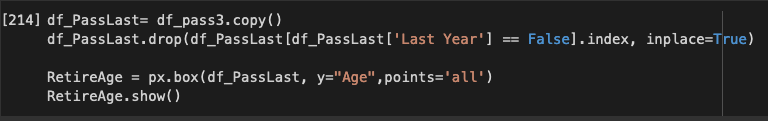 [214] df_PassLast= df_pass3.copy()
df_PassLast.drop(df_PassLast[df_PassLast['Last Year'] == False].index, inplace=True)
RetireAge = px.box(df_PassLast, y="Age",points='all')
RetireAge.show()